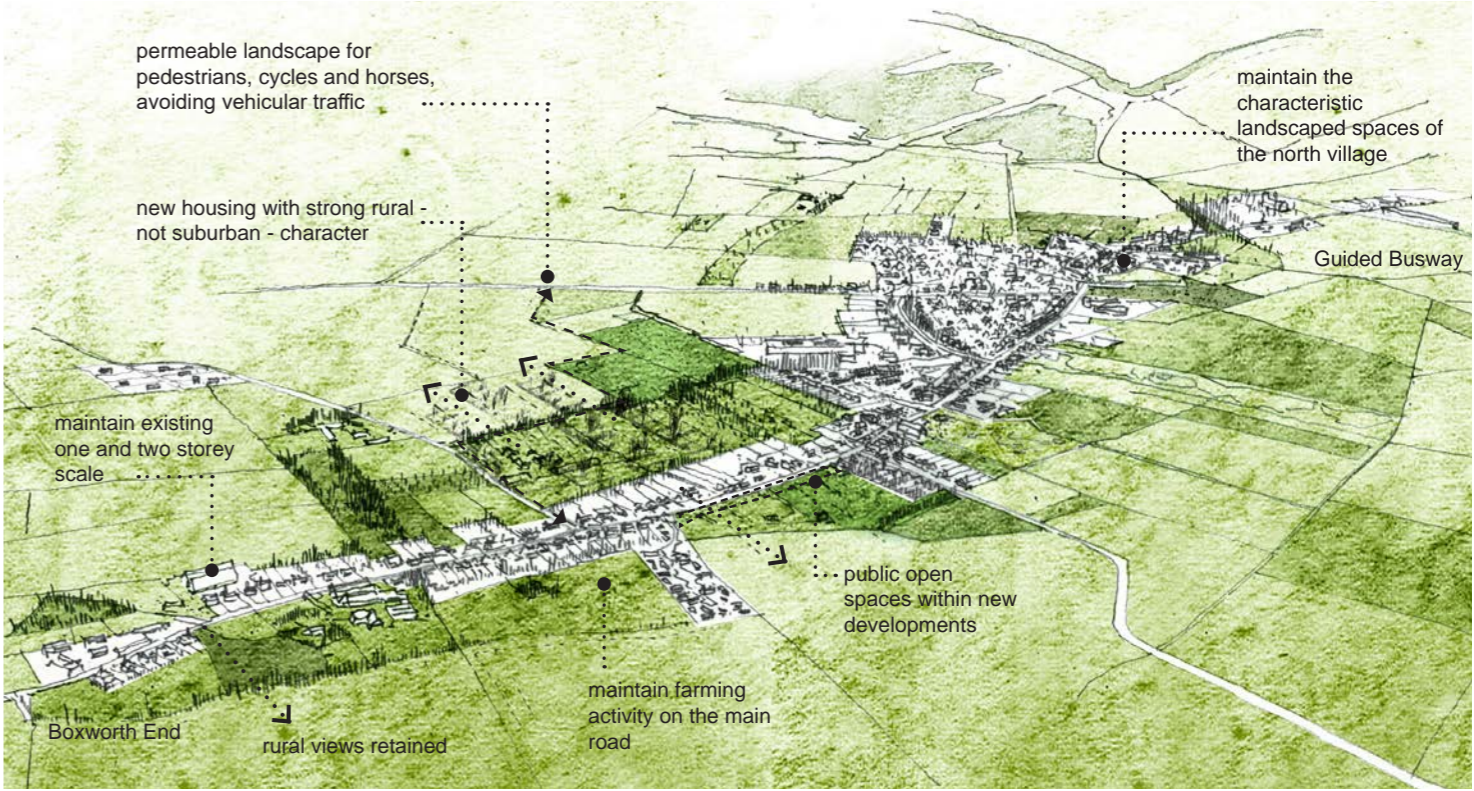 permeable landscape for
pedestrians, cycles and horses,
avoiding vehicular traffic
maintain the
characteristic
landscaped spaces of
the north village
new housing with strong rural -
not suburban - character
Guided Busway
maintain existing
one and two storey
scale
public open
spaces within new
developments
maintain farming
activity on the main
road
Boxworth End
rural views retained